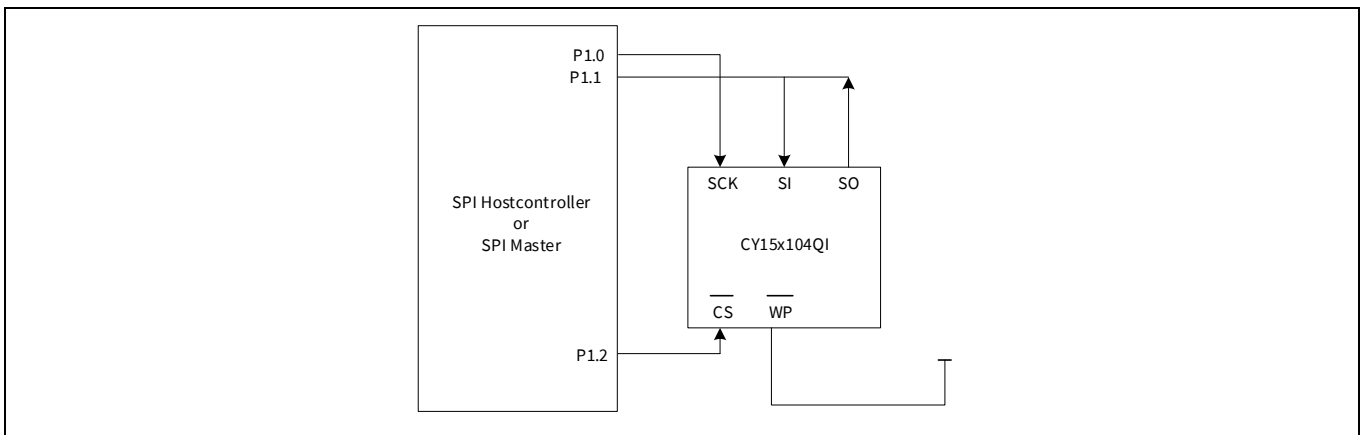 P1.0
P1.1
SCK SI SO
SPI Hostcontroller
or
SPI Master
CY15x104QI
CS WP
P1.2